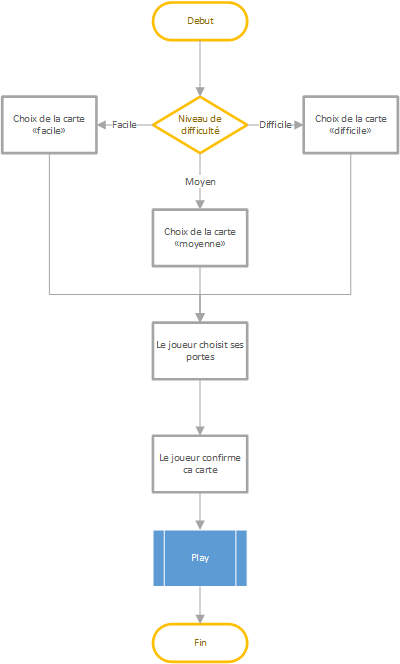 Debut
Choix de la carte
«facile»
Facile
Niveau de
difficulté
Difficile
Choix de la carte
«difficile»
Moyen
Choix de la carte
«moyenne»
Le joueur choisit ses
portes
Le joueur confirme
ca carte
Play
Fin